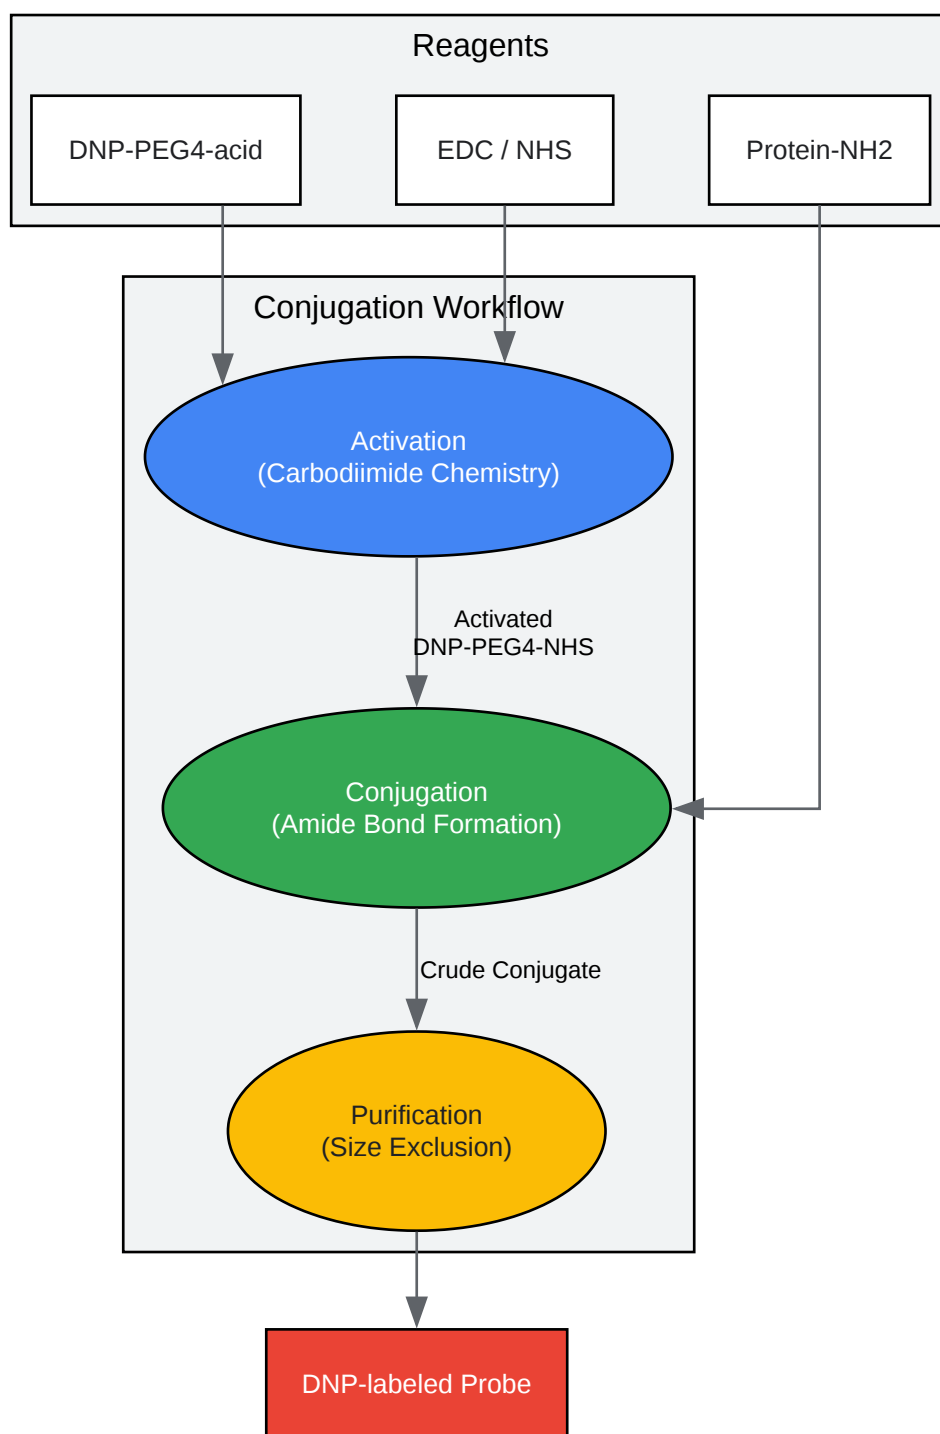 Reagents
DNP-PEG4-acid
EDC / NHS
Protein-NH2
Conjugation Workflow
Activation
(Carbodiimide Chemistry)
Activated
DNP-PEG4-NHS
Conjugation
(Amide Bond Formation)
Crude Conjugate
Purification
(Size Exclusion)
DNP-labeled Probe